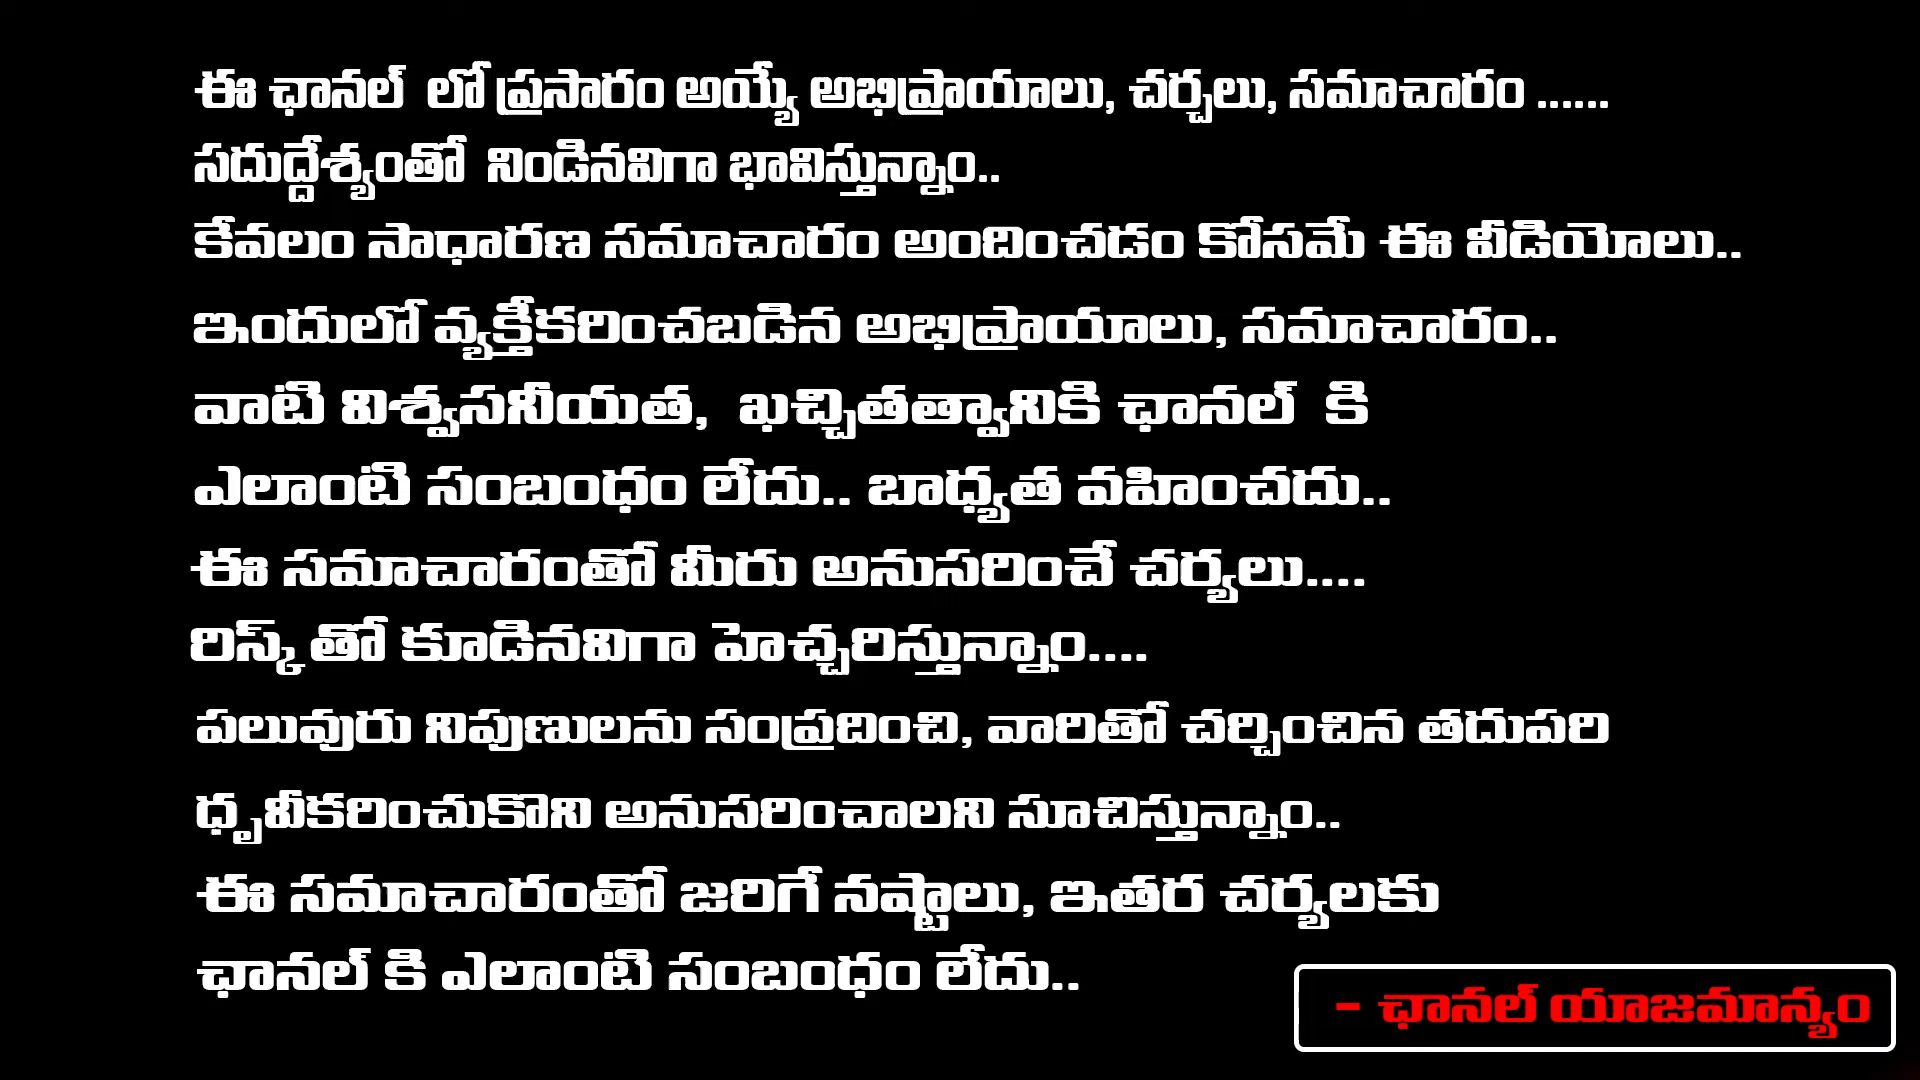 ఈ ఛానల్ లో ప్రసారం అయ్యే అభిప్రాయాలు, చర్చలు, సమాచారం ......
సదుద్దేశ్యంతో నిండినవిగా భావిస్తున్నాం..
కేవలం సాధారణ సమాచారం అందించడం కోసమే ఈ వీడియోలు..
ఇందులో వ్యక్తీకరించబడిన అభిప్రాయాలు, సమాచారం..
వాటి విశ్వసనీయత, ఖచ్చితత్వానికి ఛానల్ కి
ఎలాంటి సంబంధం లేదు.. బాధ్యత వహించదు..
ఈ సమాచారంతో మీరు అనుసరించే చర్యలు....
రిస్క్ తో కూడినవిగా హెచ్చరిస్తున్నాం....
పలువురు నిపుణులను సంప్రదించి, వారితో చర్చించిన తదుపరి
ధృవీకరించుకొని అనుసరించాలని సూచిస్తున్నాం..
ఈ సమాచారంతో జరిగే నష్టాలు, ఇతర చర్యలకు
ఛానల్ కి ఎలాంటి సంబంధం లేదు..
- ఛానల్ యాజమాన్యం